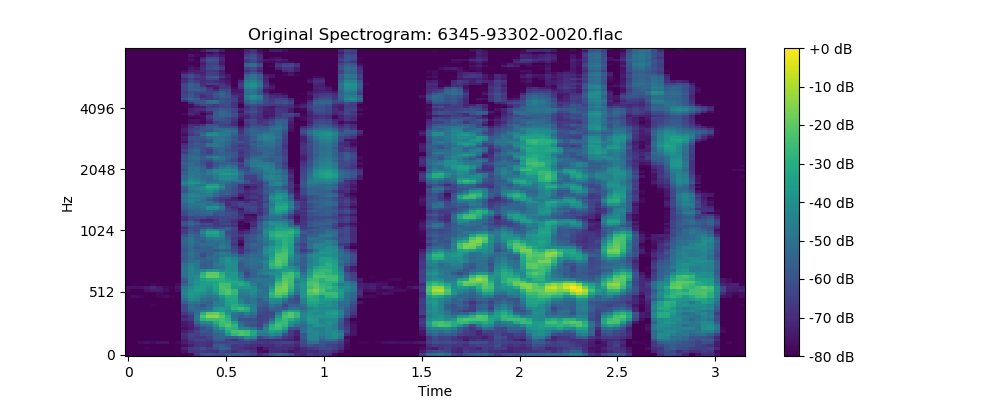 Original Spectrogram: 6345-93302-0020.flac
Hz
4096
2048
1024
512
0
0
0.5
1
1.5
2
2.5
3
Time
+0 dB
-10 dB
-20 dB
-30 dB
-40 dB
-50 dB
-60 dB
-70 dB
-80 dB